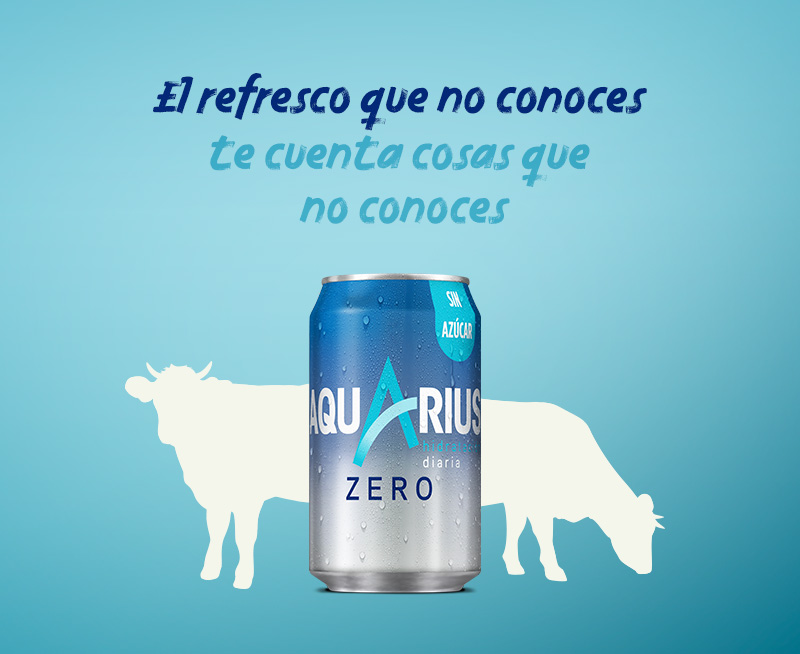 El refresco que no conoces
te cuenta cosas que
no conoces
SIN
AZÚCAR
AQUARIUS
diaria
ZERO